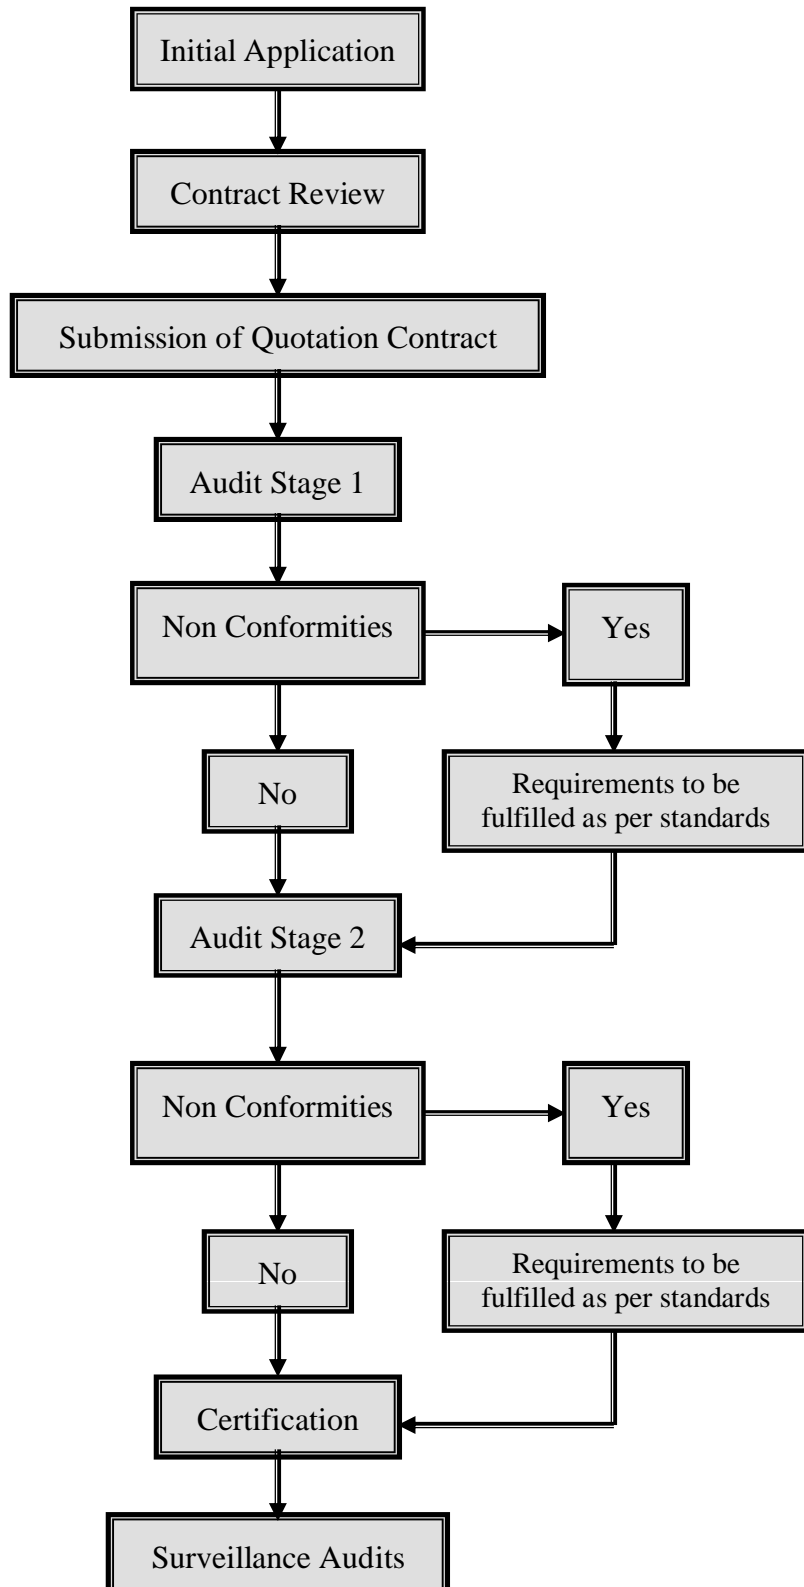 Initial Application
Contract Review
Submission of Quotation Contract
Audit Stage 1
Non Conformities
Yes
No
Requirements to be
fulfilled as per standards
Audit Stage 2
Non Conformities
Yes
No
Requirements to be
fulfilled as per standards
Certification
Surveillance Audits